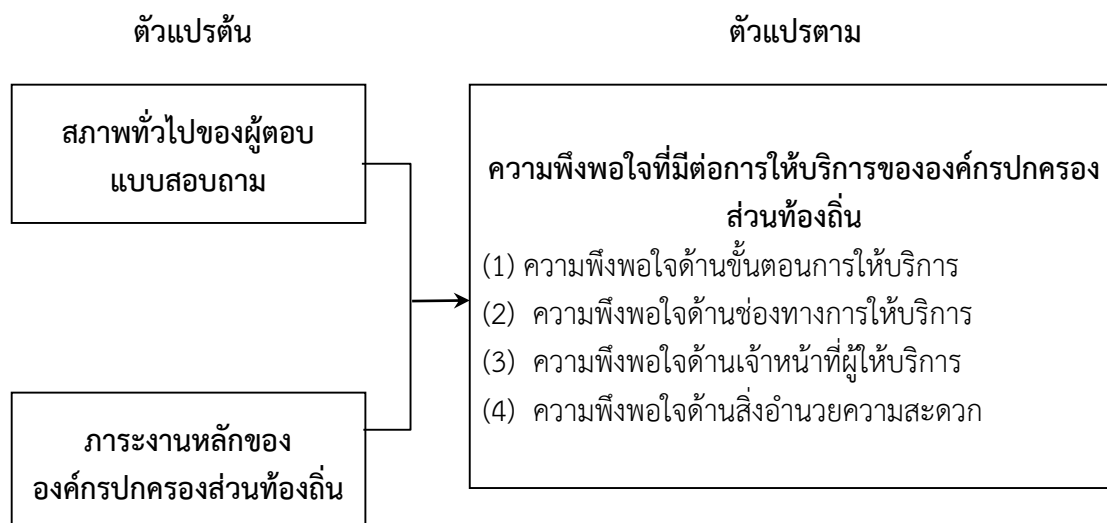 ตัวแปรต้น
ตัวแปรตาม
สภาพทั่วไปของผู้ตอบ
แบบสอบถาม
ภาระงานหลักของ
องค์กรปกครองส่วนท้องถิ่น
ความพึงพอใจที่มีต่อการให้บริการขององค์กรปกครอง
ส่วนท้องถิ่น
(1) ความพึงพอใจด้านขั้นตอนการให้บริการ
(2) ความพึงพอใจด้านช่องทางการให้บริการ
(3) ความพึงพอใจด้านเจ้าหน้าที่ผู้ให้บริการ
(4) ความพึงพอใจด้านสิ่งอำนวยความสะดวก